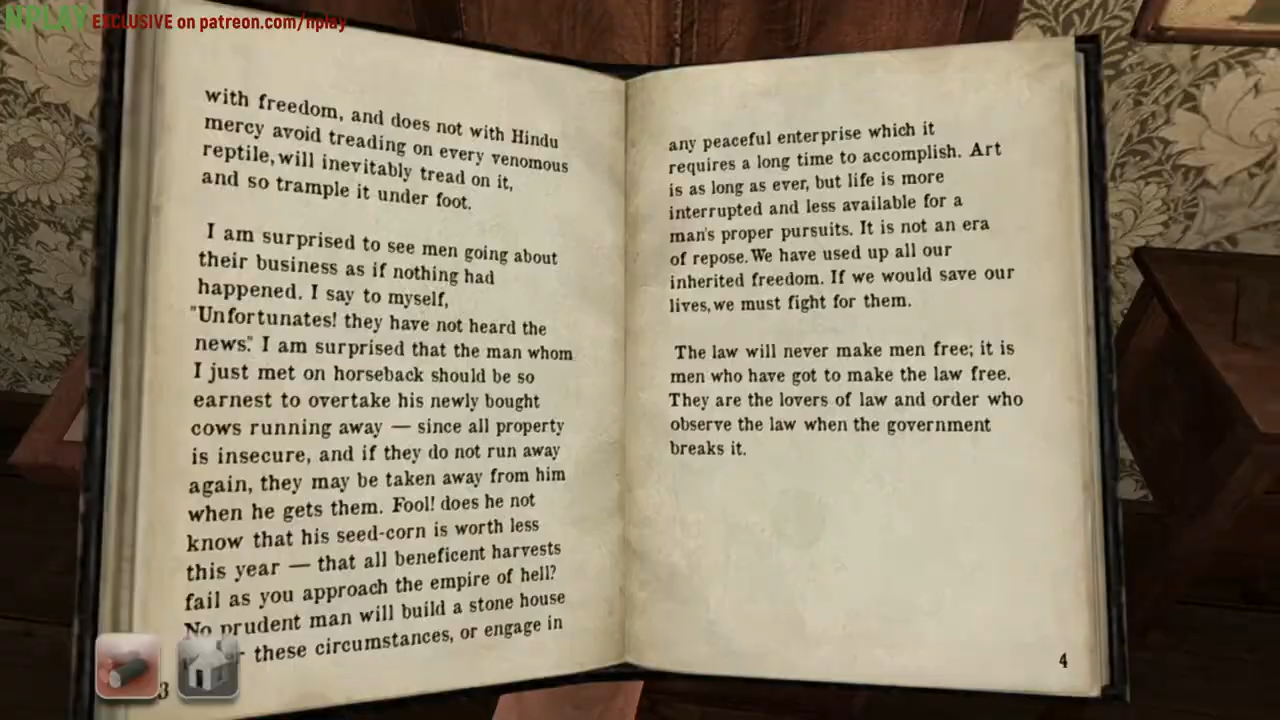 NPLAY EXCLUSIVE on patreon.com/nplay
with freedom, and does not with Hindu
mercy avoid treading on every venomous
reptile, will inevitably tread on it,
and so trample it under foot.
I am surprised to see men going about
their business as if nothing had
happened. I say to myself,
"Unfortunates! they have not heard the
news." I am surprised that the man whom
I just met on horseback should be so
earnest to overtake his newly bought
cows running away — since all property
is insecure, and if they do not run away
again, they may be taken away from him
when he gets them. Fool! does he not
know that his seed-corn is worth less
this year — that all beneficent harvests
fail as you approach the empire of hell?
No prudent man will build a stone house
these circumstances, or engage in
3
any peaceful enterprise which it
requires a long time to accomplish. Art
is as long as ever, but life is more
interrupted and less available for a
man's proper pursuits. It is not an era
of repose. We have used up all our
inherited freedom. If we would save our
lives, we must fight for them.
The law will never make men free; it is
men who have got to make the law free.
They are the lovers of law and order who
observe the law when the government
breaks it.
4